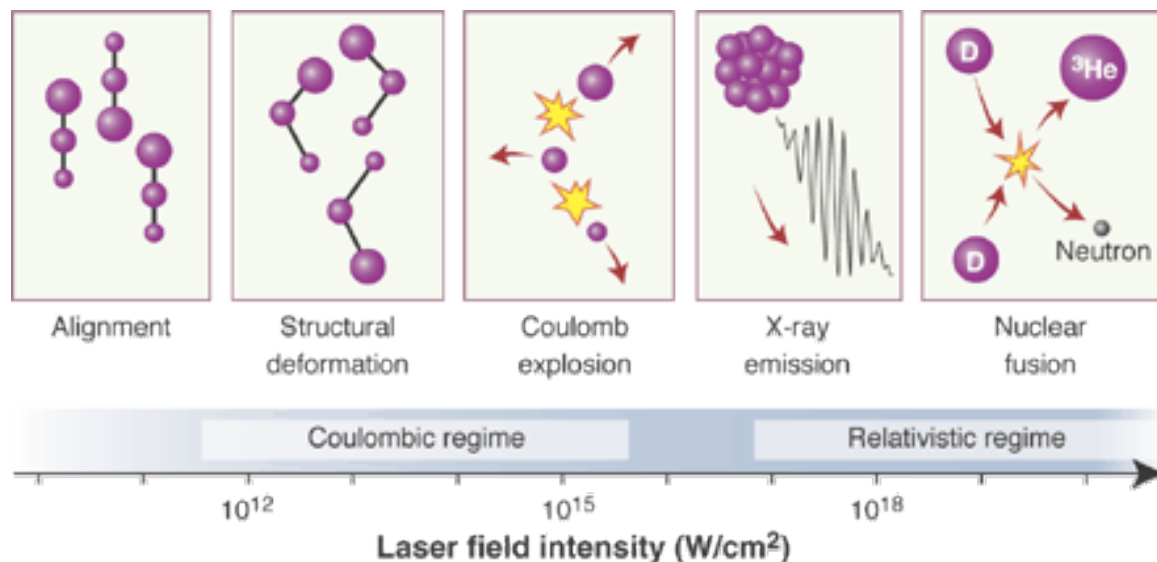 D
D
³He
Neutron
Alignment
Structural
deformation
Coulomb
explosion
X-ray
emission
Nuclear
fusion
Coulombic regime
Relativistic regime
10¹²
10¹⁵
10¹⁸
Laser field intensity (W/cm²)